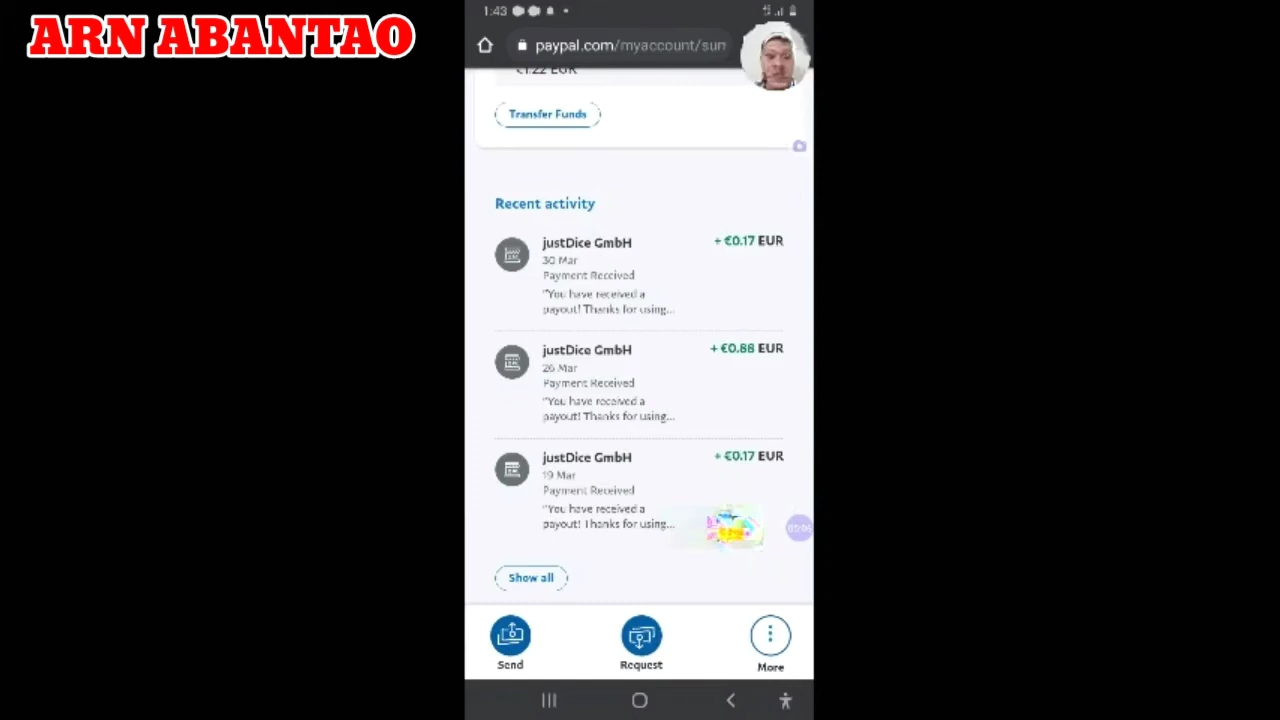 ARN ABANTAO
1:43
paypal.com/myaccount/sum
€1.22 EUR
Transfer Funds
Recent activity
justDice GmbH
+ €0.17 EUR
30 Mar
Payment Received
"You have received a
payout! Thanks for using...
justDice GmbH
+ €0.88 EUR
26 Mar
Payment Received
"You have received a
payout! Thanks for using...
justDice GmbH
+ €0.17 EUR
19 Mar
Payment Received
"You have received a
payout! Thanks for using...
Show all
Send
Request
More